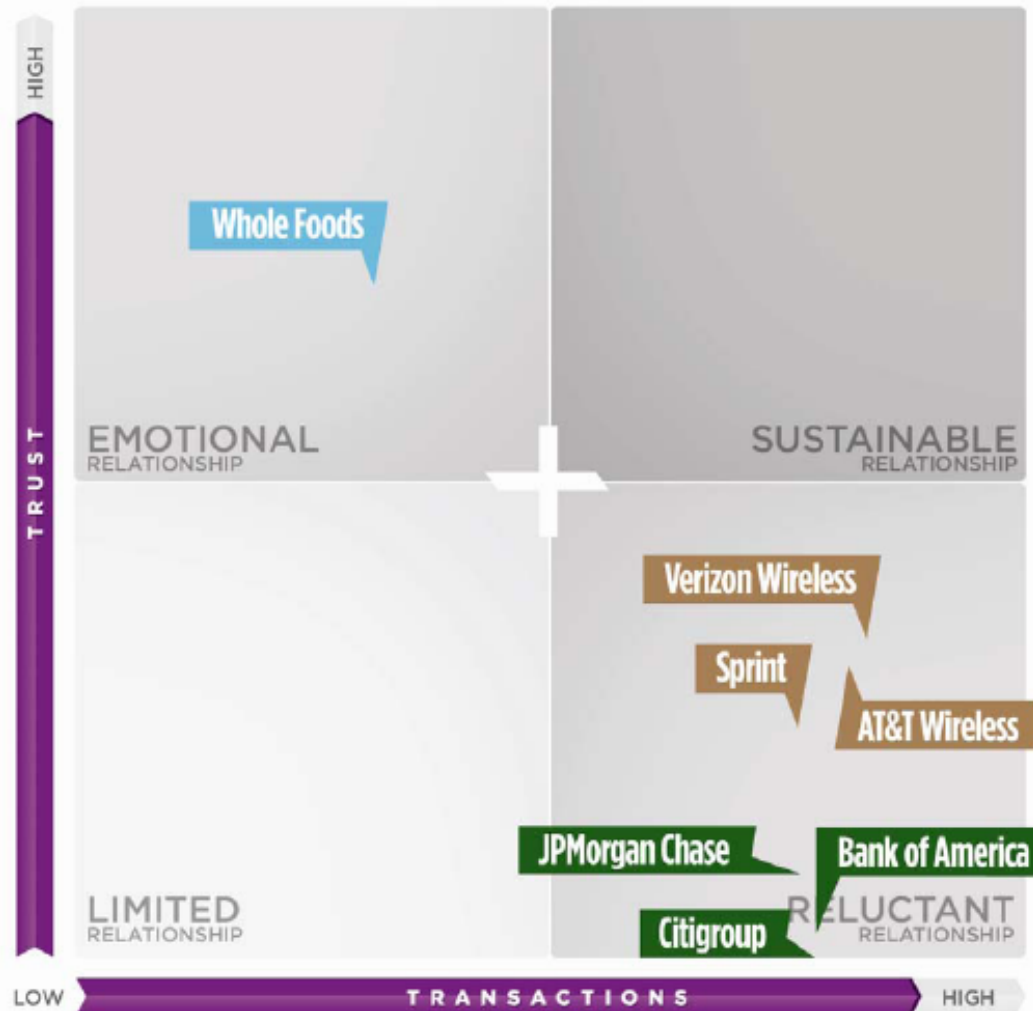 HIGH
Whole Foods
EMOTIONAL
RELATIONSHIP
SUSTAINABLE
RELATIONSHIP
TRUST
Verizon Wireless
Sprint
AT&T Wireless
JPMorgan Chase
Bank of America
LIMITED
RELATIONSHIP
RELUCTANT
RELATIONSHIP
Citigroup
LOW
TRANSACTIONS
HIGH